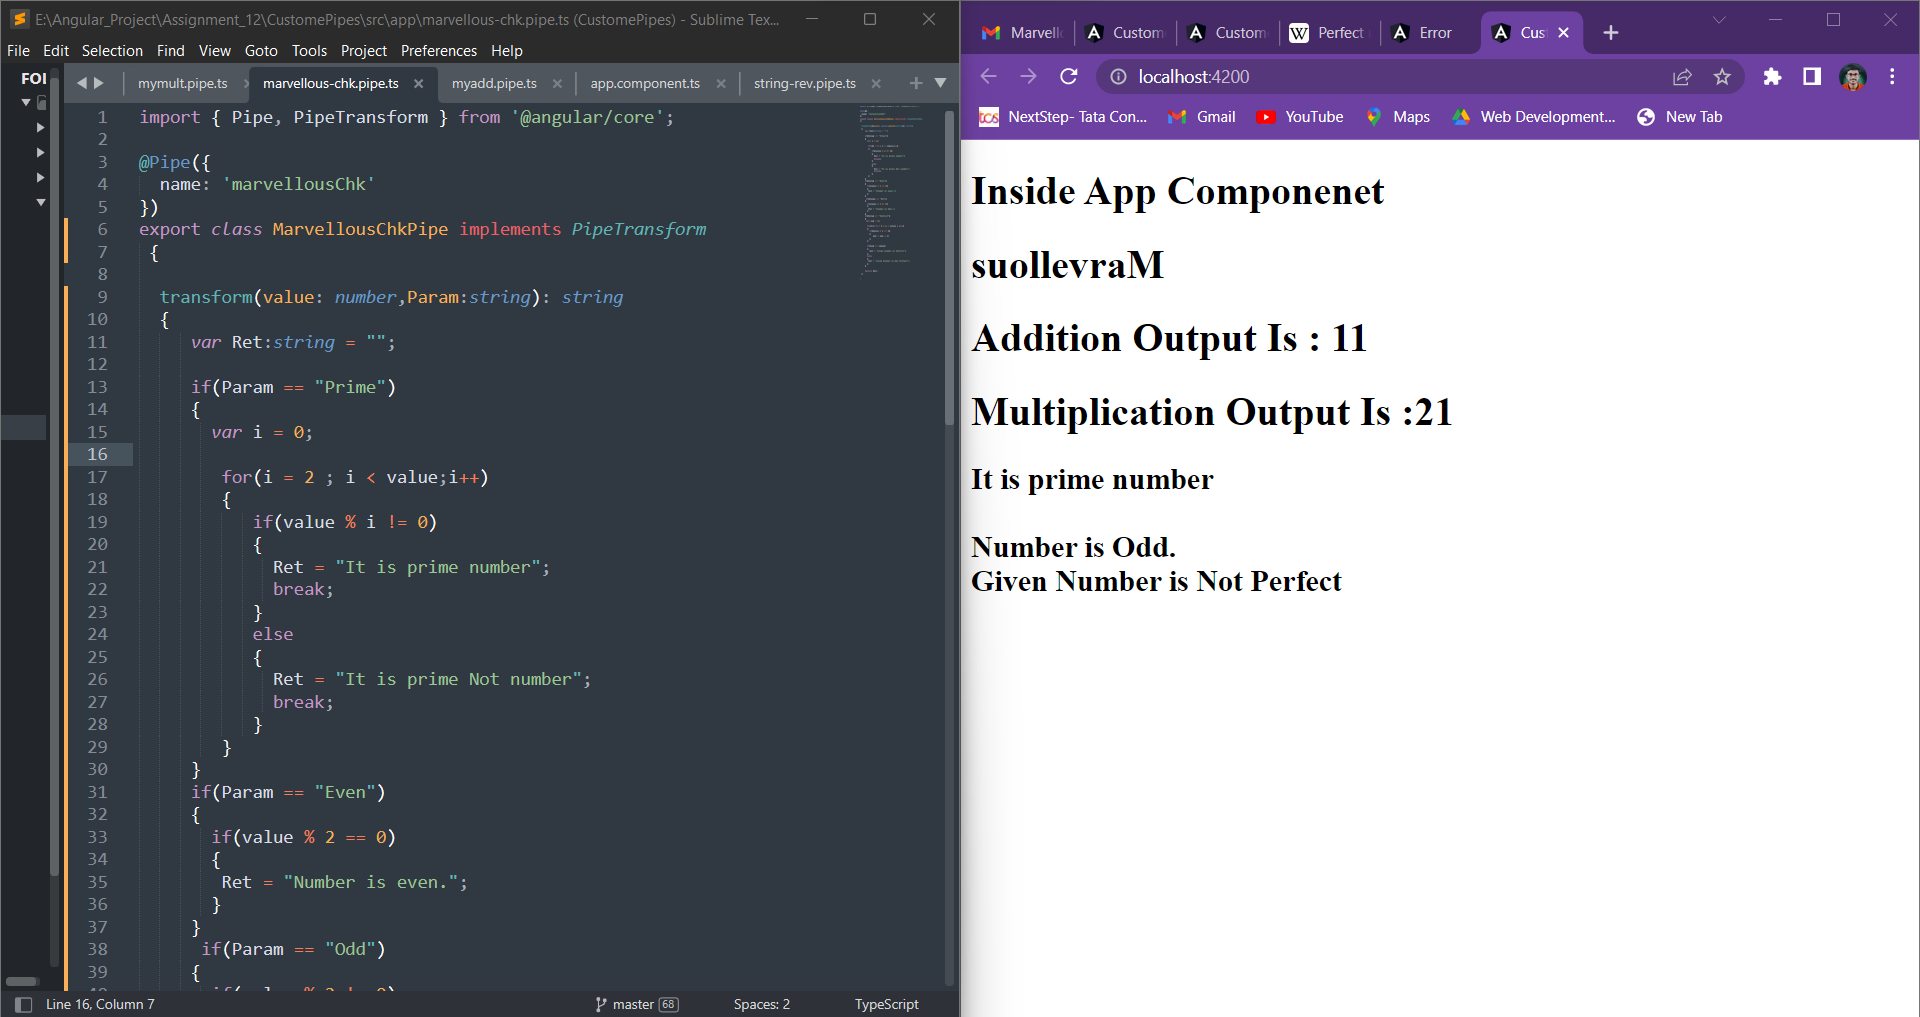 E:\Angular_Project\Assignment_12\CustomePipes\src\app\marvellous-chk.pipe.ts (CustomePipes) - Sublime Tex...
File Edit Selection Find View Goto Tools Project Preferences Help
FOI
mymult.pipe.ts marvellous-chk.pipe.ts myadd.pipe.ts app.component.ts string-rev.pipe.ts
1 import { Pipe, PipeTransform } from '@angular/core';
2
3 @Pipe({
4 name: 'marvellousChk'
5 })
6 export class MarvellousChkPipe implements PipeTransform
7 {
8
9 transform(value: number,Param:string): string
10 {
11 var Ret:string = "";
12
13 if(Param == "Prime")
14 {
15 var i = 0;
16
17 for(i = 2 ; i < value;i++)
18 {
19 if(value % i != 0)
20 {
21 Ret = "It is prime number";
22 break;
23 }
24 else
25 {
26 Ret = "It is prime Not number";
27 break;
28 }
29 }
30 }
31 if(Param == "Even")
32 {
33 if(value % 2 == 0)
34 {
35 Ret = "Number is even.";
36 }
37 }
38 if(Param == "Odd")
39 {
Line 16, Column 7 master 68 Spaces: 2 TypeScript
Marvell Custom Custom Perfect Error Cus
localhost:4200
NextStep- Tata Con... Gmail YouTube Maps Web Development... New Tab
Inside App Componenet
suollevraM
Addition Output Is : 11
Multiplication Output Is :21
It is prime number
Number is Odd.
Given Number is Not Perfect